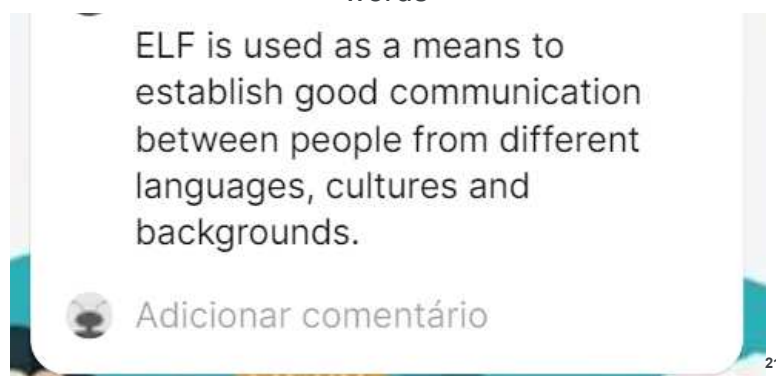 ELF is used as a means to
establish good communication
between people from different
languages, cultures and
backgrounds.
Adicionar comentário